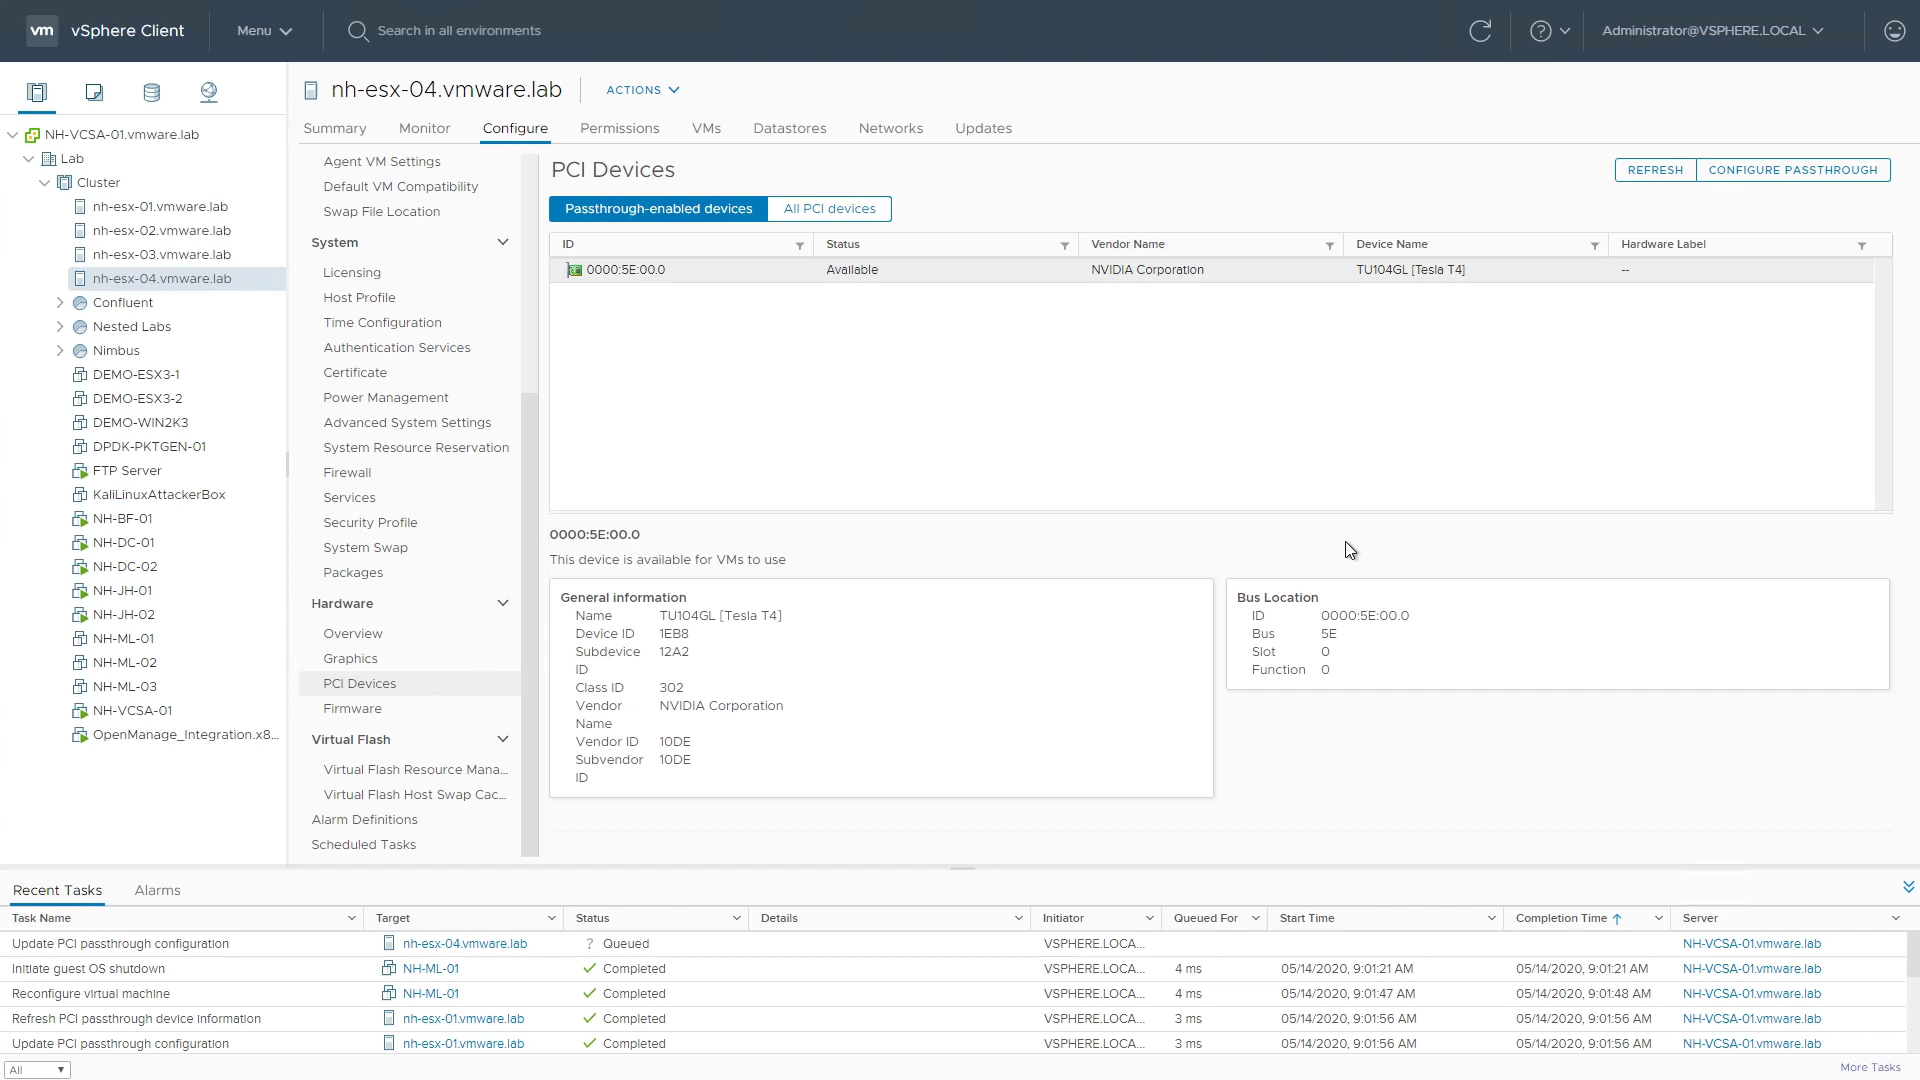 vm vSphere Client Menu Search in all environments Administrator@VSPHERE.LOCAL
NH-VCSA-01.vmware.lab
Lab
Cluster
nh-esx-01.vmware.lab
nh-esx-02.vmware.lab
nh-esx-03.vmware.lab
nh-esx-04.vmware.lab
Confluent
Nested Labs
Nimbus
DEMO-ESX3-1
DEMO-ESX3-2
DEMO-WIN2K3
DPDK-PKTGEN-01
FTP Server
KaliLinuxAttackerBox
NH-BF-01
NH-DC-01
NH-DC-02
NH-JH-01
NH-JH-02
NH-ML-01
NH-ML-02
NH-ML-03
NH-VCSA-01
OpenManage_Integration.x8...
nh-esx-04.vmware.lab ACTIONS
Summary Monitor Configure Permissions VMs Datastores Networks Updates
Agent VM Settings
Default VM Compatibility
Swap File Location
System
Licensing
Host Profile
Time Configuration
Authentication Services
Certificate
Power Management
Advanced System Settings
System Resource Reservation
Firewall
Services
Security Profile
System Swap
Packages
Hardware
Overview
Graphics
PCI Devices
Firmware
Virtual Flash
Virtual Flash Resource Mana...
Virtual Flash Host Swap Cac...
Alarm Definitions
Scheduled Tasks
PCI Devices REFRESH CONFIGURE PASSTHROUGH
Passthrough-enabled devices All PCI devices
ID Status Vendor Name Device Name Hardware Label
0000:5E:00.0 Available NVIDIA Corporation TU104GL [Tesla T4] --
0000:5E:00.0
This device is available for VMs to use
General information
Name TU104GL [Tesla T4]
Device ID 1EB8
Subdevice 12A2
ID
Class ID 302
Vendor NVIDIA Corporation
Name
Vendor ID 10DE
Subvendor 10DE
ID
Bus Location
ID 0000:5E:00.0
Bus 5E
Slot 0
Function 0
Recent Tasks Alarms
Task Name Target Status Details Initiator Queued For Start Time Completion Time Server
Update PCI passthrough configuration nh-esx-04.vmware.lab ? Queued VSPHERE.LOCA... NH-VCSA-01.vmware.lab
Initiate guest OS shutdown NH-ML-01 Completed VSPHERE.LOCA... 4 ms 05/14/2020, 9:01:21 AM 05/14/2020, 9:01:21 AM NH-VCSA-01.vmware.lab
Reconfigure virtual machine NH-ML-01 Completed VSPHERE.LOCA... 4 ms 05/14/2020, 9:01:47 AM 05/14/2020, 9:01:48 AM NH-VCSA-01.vmware.lab
Refresh PCI passthrough device information nh-esx-01.vmware.lab Completed VSPHERE.LOCA... 3 ms 05/14/2020, 9:01:56 AM 05/14/2020, 9:01:56 AM NH-VCSA-01.vmware.lab
Update PCI passthrough configuration nh-esx-01.vmware.lab Completed VSPHERE.LOCA... 3 ms 05/14/2020, 9:01:56 AM 05/14/2020, 9:01:56 AM NH-VCSA-01.vmware.lab
All More Tasks